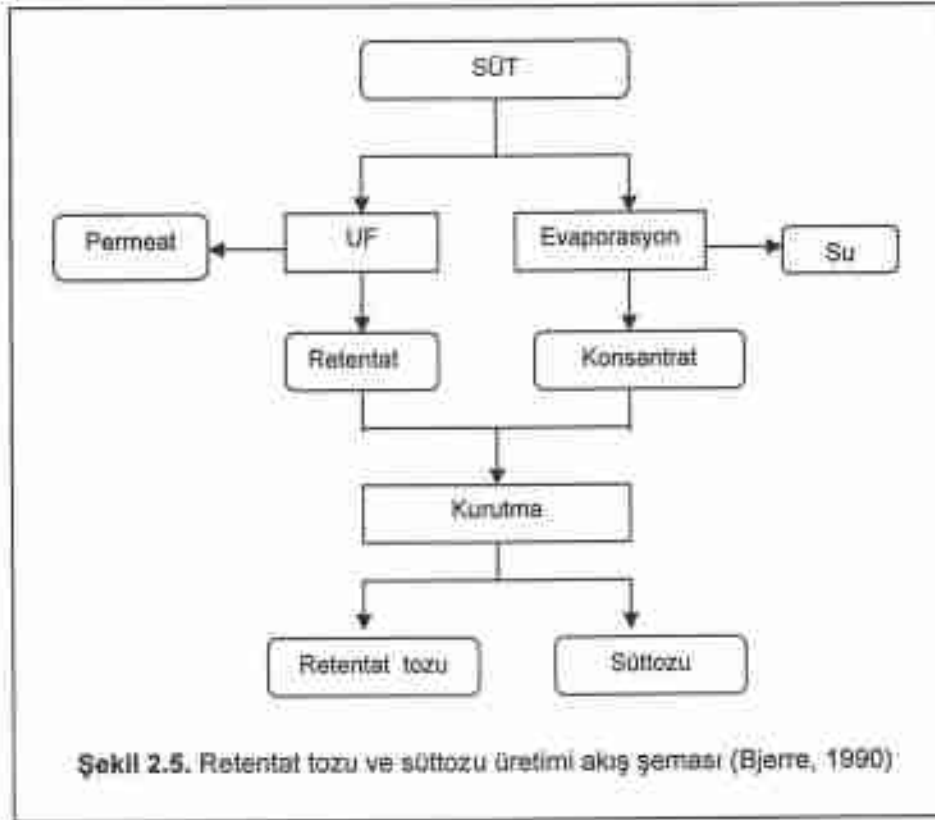 SÜT
Permeat
UF
Evaporasyon
Su
Retentat
Konsantrat
Kurutma
Retentat tozu
Süttozu
Şekil 2.5. Retentat tozu ve süttozu üretimi akış şeması (Bjerre, 1990)